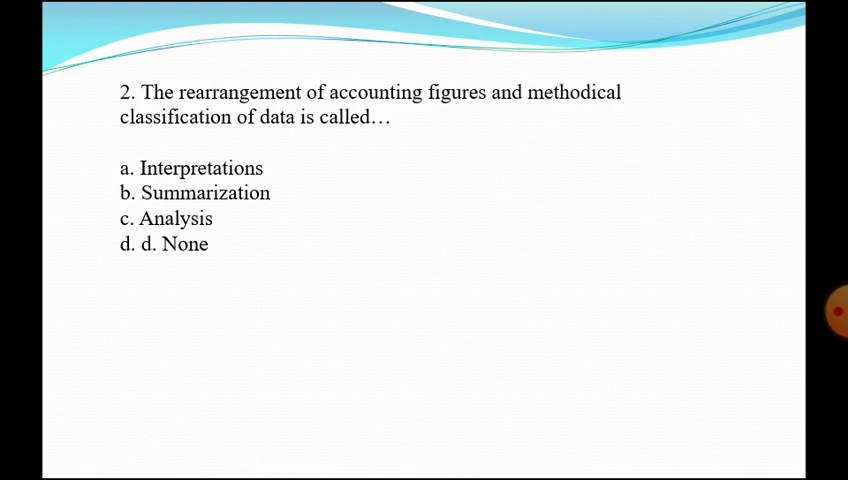 2. The rearrangement of accounting figures and methodical
classification of data is called…
a. Interpretations
b. Summarization
c. Analysis
d. d. None